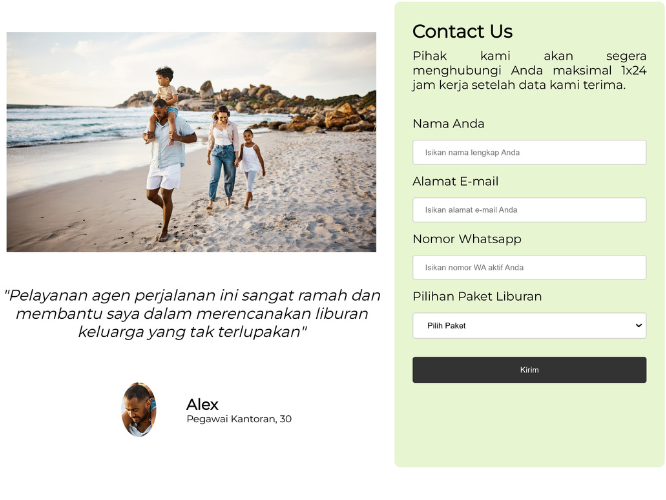 "Pelayanan agen perjalanan ini sangat ramah dan
membantu saya dalam merencanakan liburan
keluarga yang tak terlupakan"
Alex
Pegawai Kantoran, 30
Contact Us
Pihak kami akan segera
menghubungi Anda maksimal 1x24
jam kerja setelah data kami terima.
Nama Anda
Isikan nama lengkap Anda
Alamat E-mail
Isikan alamat e-mail Anda
Nomor Whatsapp
Isikan nomor WA aktif Anda
Pilihan Paket Liburan
Pilih Paket
Kirim